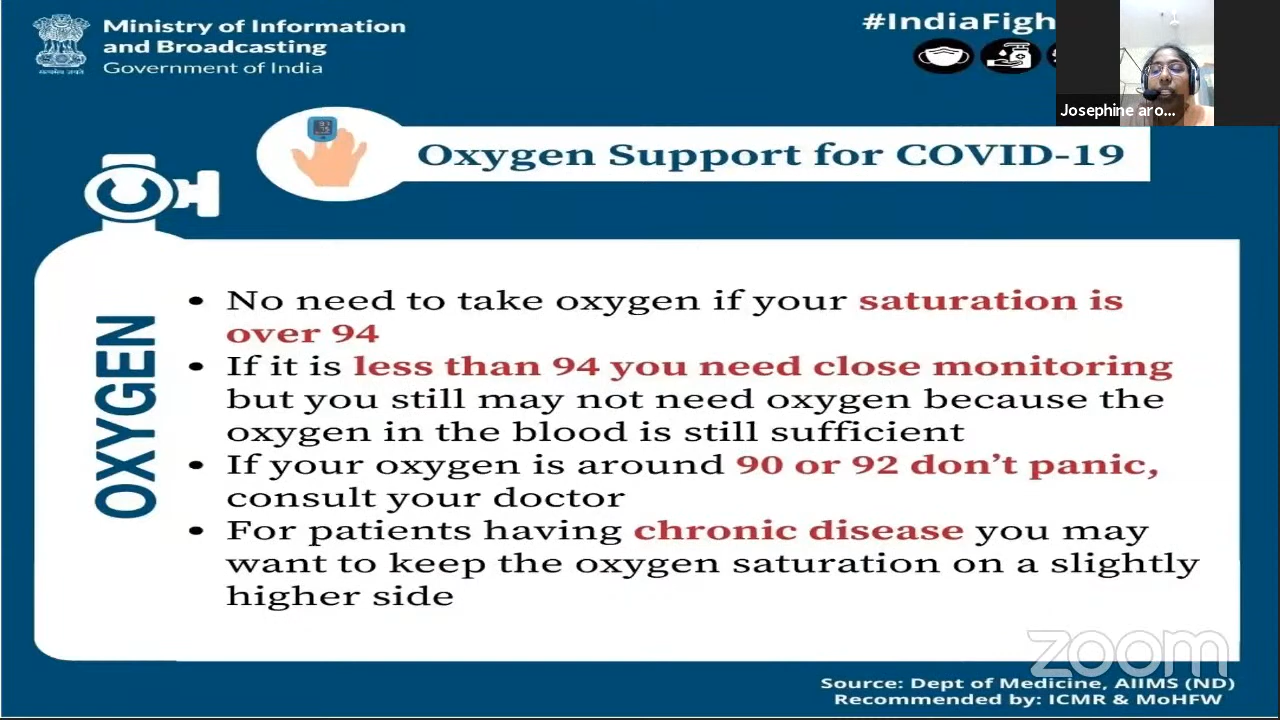 Ministry of Information
and Broadcasting
Government of India
#IndiaFigh
Josephine aro...
Oxygen Support for COVID-19
OXYGEN
• No need to take oxygen if your saturation is
over 94
• If it is less than 94 you need close monitoring
but you still may not need oxygen because the
oxygen in the blood is still sufficient
• If your oxygen is around 90 or 92 don’t panic,
consult your doctor
• For patients having chronic disease you may
want to keep the oxygen saturation on a slightly
higher side
zoom
Source: Dept of Medicine, AIIMS (ND)
Recommended by: ICMR & MoHFW